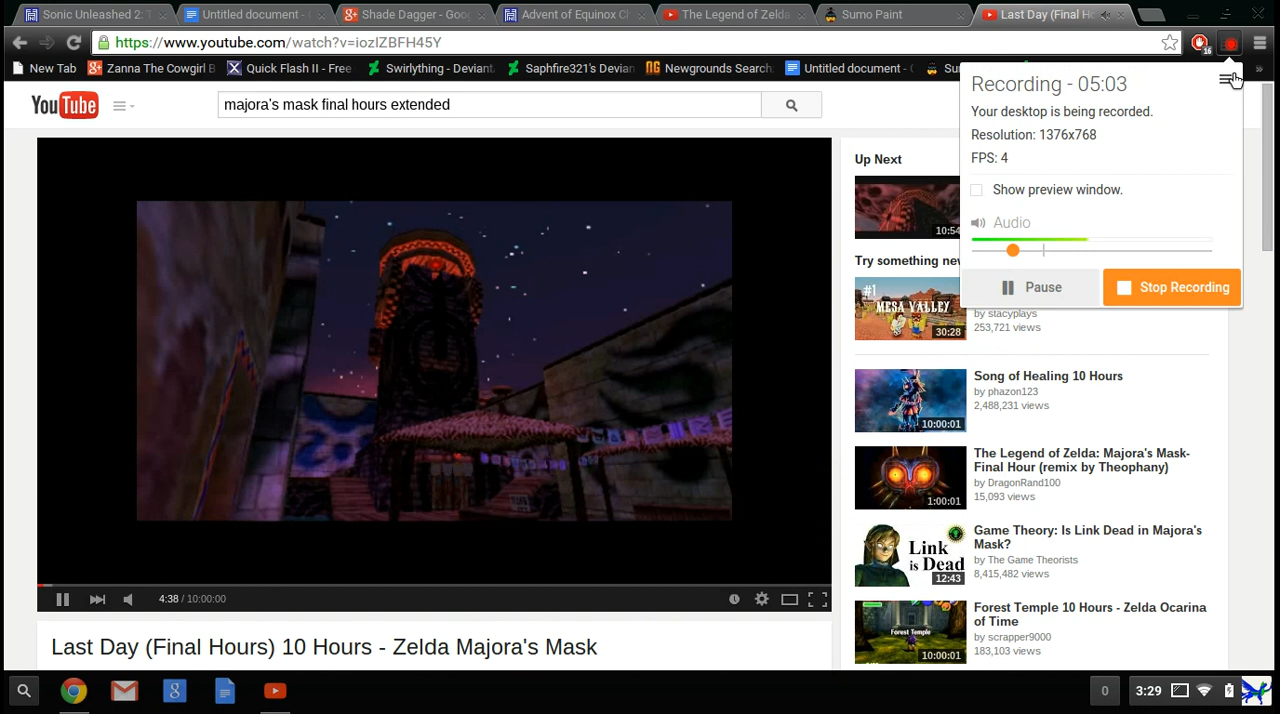 Sonic Unleashed 2: T
Untitled document - 
Shade Dagger - Goo
Advent of Equinox Ch
The Legend of Zelda
Sumo Paint
Last Day (Final H
https://www.youtube.com/watch?v=iozIZBFH45Y
16
New Tab
Zanna The Cowgirl B
Quick Flash II - Free
Swirlything - Deviant
Saphfire321's Devian
Newgrounds Search
Untitled document - 
Sum
»
Recording - 05:03
Your desktop is being recorded.
Resolution: 1376x768
FPS: 4
Show preview window.
Audio
Pause
Stop Recording
YouTube
majora's mask final hours extended
Up Next
10:54
Try something new
#1
MESA VALLEY
30:28
stacyplays
253,721 views
Song of Healing 10 Hours
by phazon123
2,488,231 views
10:00:01
The Legend of Zelda: Majora's Mask-
Final Hour (remix by Theophany)
by DragonRand100
15,093 views
1:00:01
Game Theory: Is Link Dead in Majora's
Mask?
by The Game Theorists
8,415,482 views
Link
is Dead
12:43
Forest Temple 10 Hours - Zelda Ocarina
of Time
by scrapper9000
183,103 views
Forest Temple
10:00:01
4:38 / 10:00:00
Last Day (Final Hours) 10 Hours - Zelda Majora's Mask
0
3:29